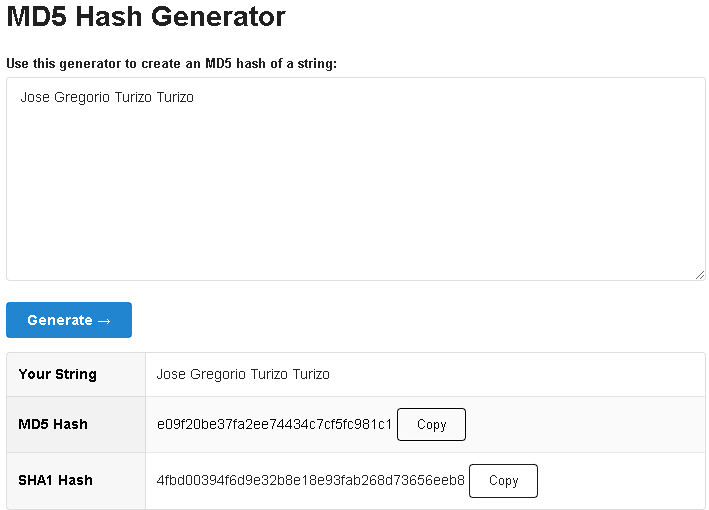 MD5 Hash Generator
Use this generator to create an MD5 hash of a string:
Jose Gregorio Turizo Turizo
Generate →
Your String Jose Gregorio Turizo Turizo
MD5 Hash e09f20be37fa2ee74434c7cf5fc981c1 Copy
SHA1 Hash 4fbd00394f6d9e32b8e18e93fab268d73656eeb8 Copy